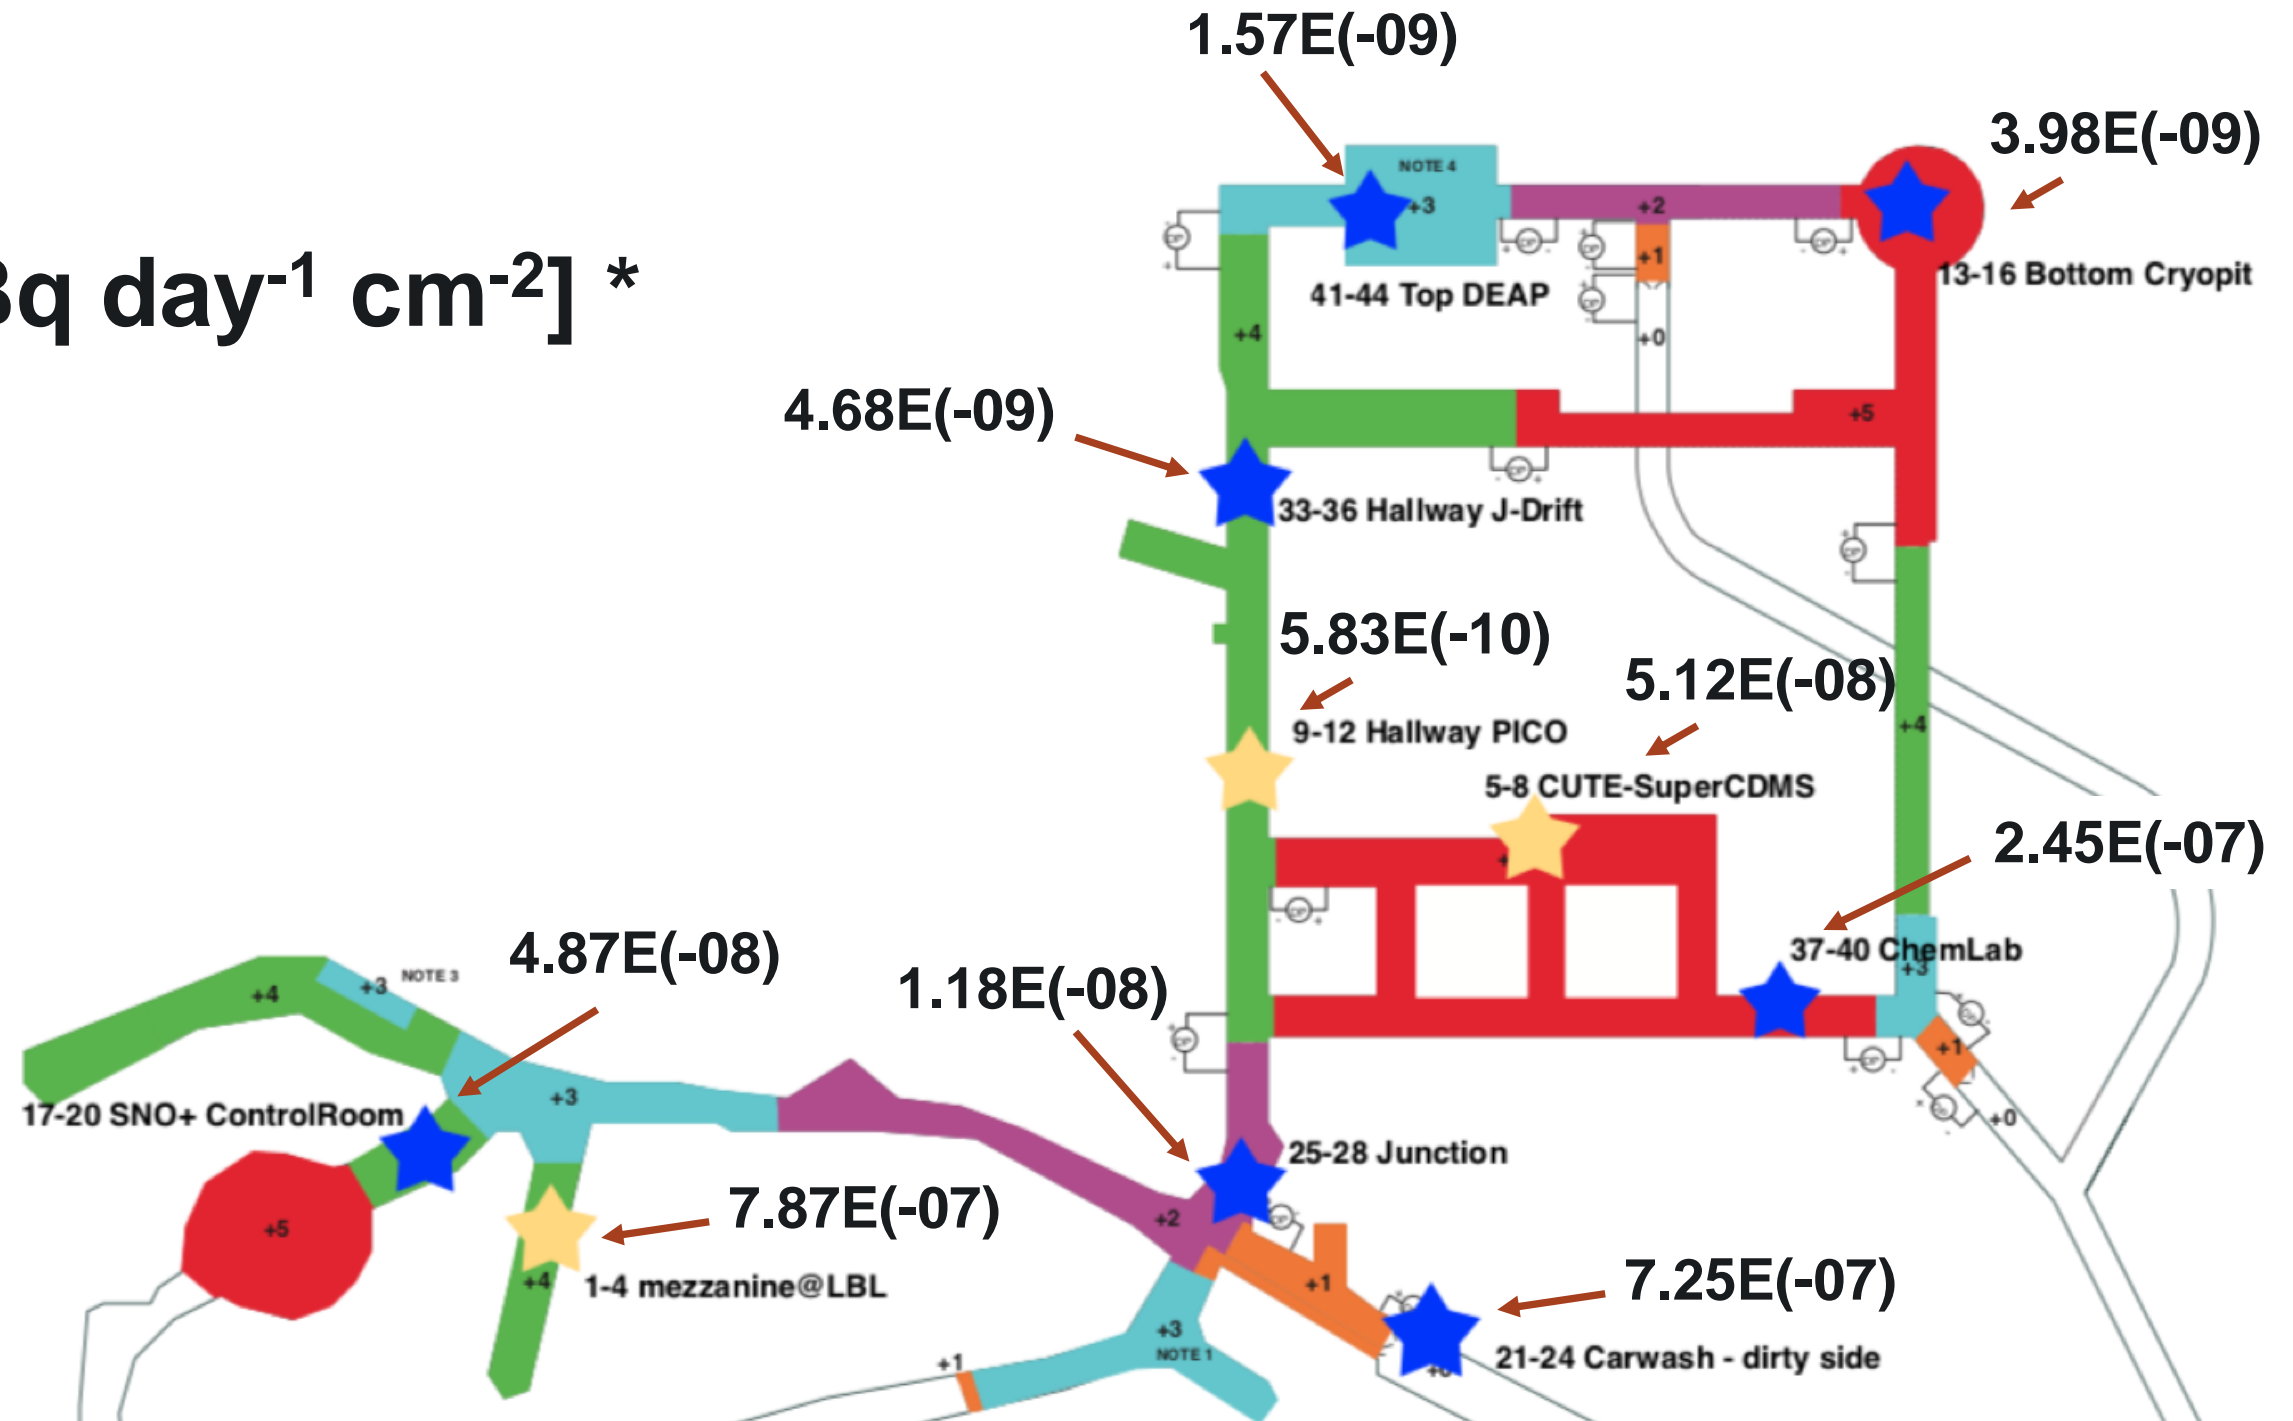 1.57E(-09)
3.98E(-09)
NOTE 4
+3
+2
+1
13-16 Bottom Cryopit
Bq day-1 cm-2] *
41-44 Top DEAP
+4
+0
4.68E(-09)
+5
33-36 Hallway J-Drift
5.83E(-10)
5.12E(-08)
9-12 Hallway PICO
+4
5-8 CUTE-SuperCDMS
2.45E(-07)
4.87E(-08)
1.18E(-08)
37-40 ChemLab
+3
NOTE 3
+3
+4
+1
+3
+0
17-20 SNO+ ControlRoom
25-28 Junction
7.87E(-07)
+2
+5
+4
1-4 mezzanine@LBL
+1
7.25E(-07)
+3
NOTE 1
21-24 Carwash - dirty side
+1